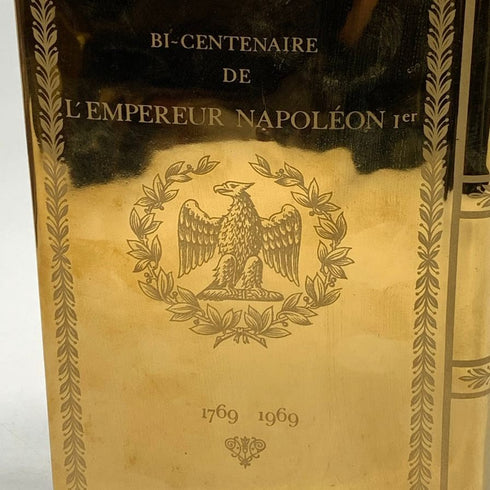 BI-CENTENAIRE
DE
L'EMPEREUR NAPOLÉON Ier
1769 1969